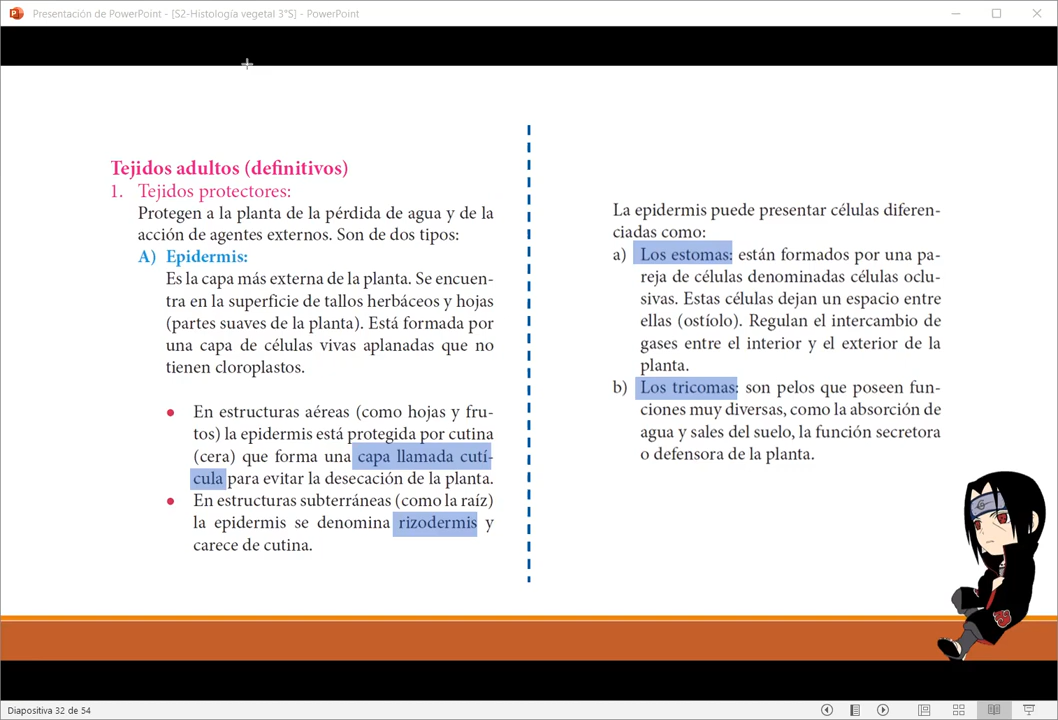 Presentación de PowerPoint - [S2-Histología vegetal 3°S] - PowerPoint
Tejidos adultos (definitivos)
1. Tejidos protectores:
Protegen a la planta de la pérdida de agua y de la
acción de agentes externos. Son de dos tipos:
A) Epidermis:
Es la capa más externa de la planta. Se encuen-
tra en la superficie de tallos herbáceos y hojas
(partes suaves de la planta). Está formada por
una capa de células vivas aplanadas que no
tienen cloroplastos.
• En estructuras aéreas (como hojas y fru-
tos) la epidermis está protegida por cutina
(cera) que forma una capa llamada cutí-
cula para evitar la desecación de la planta.
• En estructuras subterráneas (como la raíz)
la epidermis se denomina rizodermis y
carece de cutina.
La epidermis puede presentar células diferen-
ciadas como:
a) Los estomas: están formados por una pa-
reja de células denominadas células oclu-
sivas. Estas células dejan un espacio entre
ellas (ostíolo). Regulan el intercambio de
gases entre el interior y el exterior de la
planta.
b) Los tricomas: son pelos que poseen fun-
ciones muy diversas, como la absorción de
agua y sales del suelo, la función secretora
o defensora de la planta.
Diapositiva 32 de 54